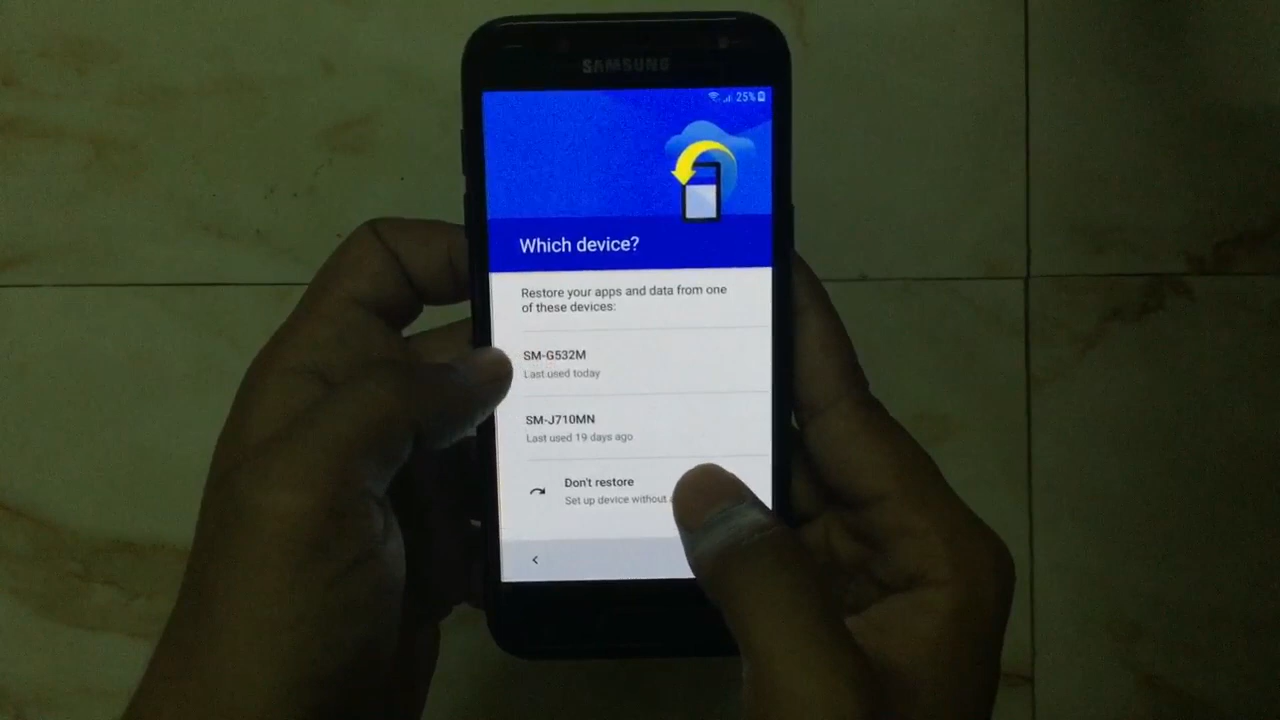 SAMSUNG
25%
Which device?
Restore your apps and data from one
of these devices:
SM-G532M
Last used today
SM-J710MN
Last used 19 days ago
Don't restore
Set up device without